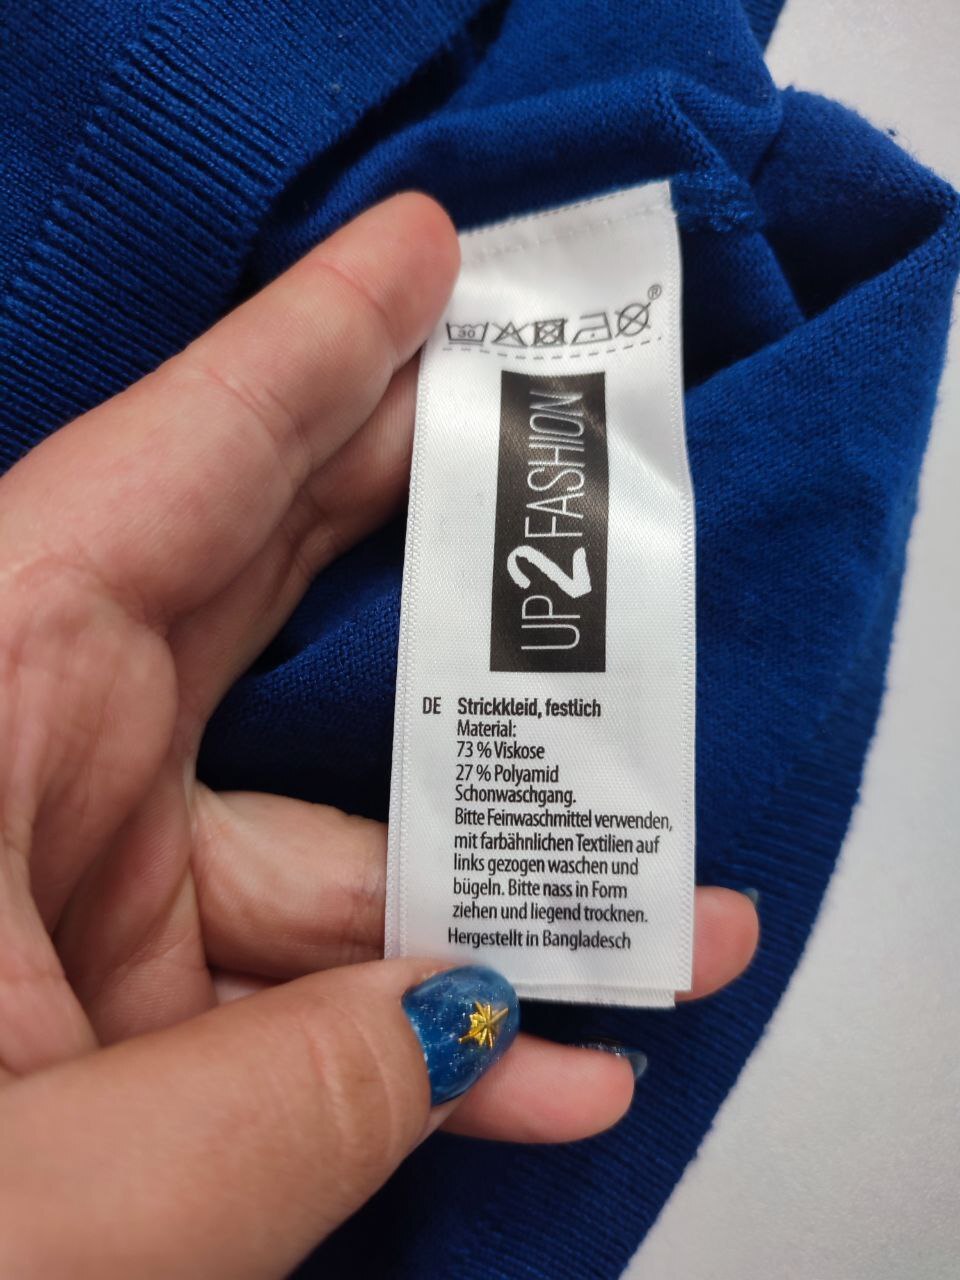 30
®
UP2FASHION
DE Strickkleid, festlich
Material:
73 % Viskose
27 % Polyamid
Schonwaschgang.
Bitte Feinwaschmittel verwenden,
mit farbähnlichen Textilien auf
links gezogen waschen und
bügeln. Bitte nass in Form
ziehen und liegend trocknen.
Hergestellt in Bangladesch